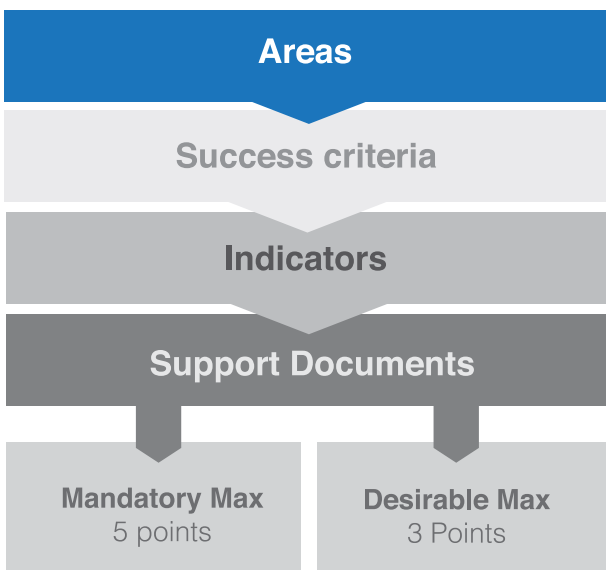 Areas
Success criteria
Indicators
Support Documents
Mandatory Max
5 points
Desirable Max
3 Points